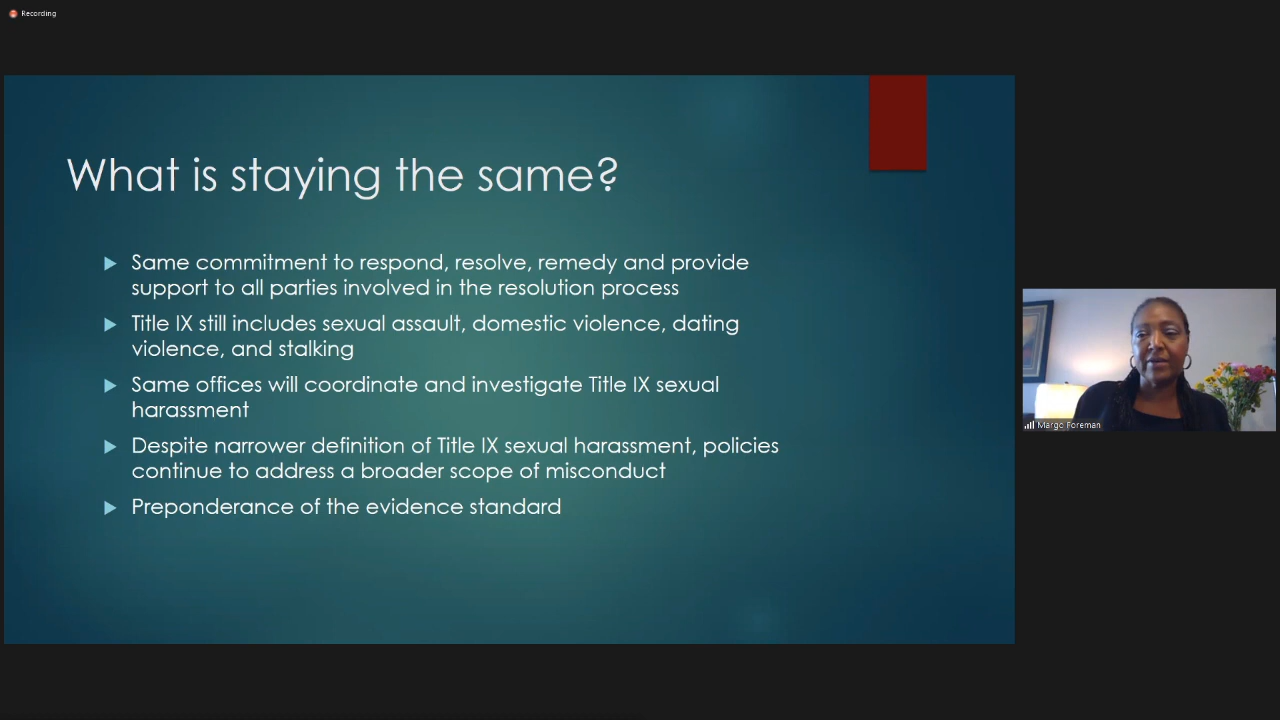 Recording
What is staying the same?
Same commitment to respond, resolve, remedy and provide
support to all parties involved in the resolution process
Title IX still includes sexual assault, domestic violence, dating
violence, and stalking
Same offices will coordinate and investigate Title IX sexual
harassment
Despite narrower definition of Title IX sexual harassment, policies
continue to address a broader scope of misconduct
Preponderance of the evidence standard
Margo Foreman